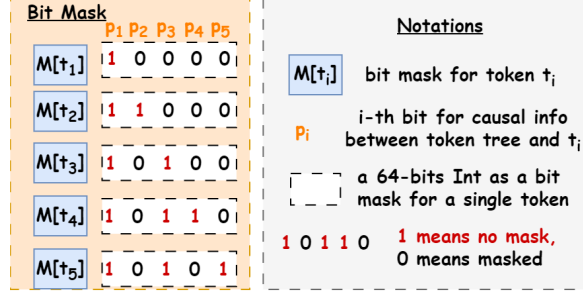 Bit Mask
p1 p2 p3 p4 p5
M[t1] 1 0 0 0 0
M[t2] 1 1 0 0 0
M[t3] 1 0 1 0 0
M[t4] 1 0 1 1 0
M[t5] 1 0 1 0 1
Notations
M[ti] bit mask for token ti
pi i-th bit for causal info
between token tree and ti
a 64-bits Int as a bit
mask for a single token
1 0 1 1 0 1 means no mask,
0 means masked